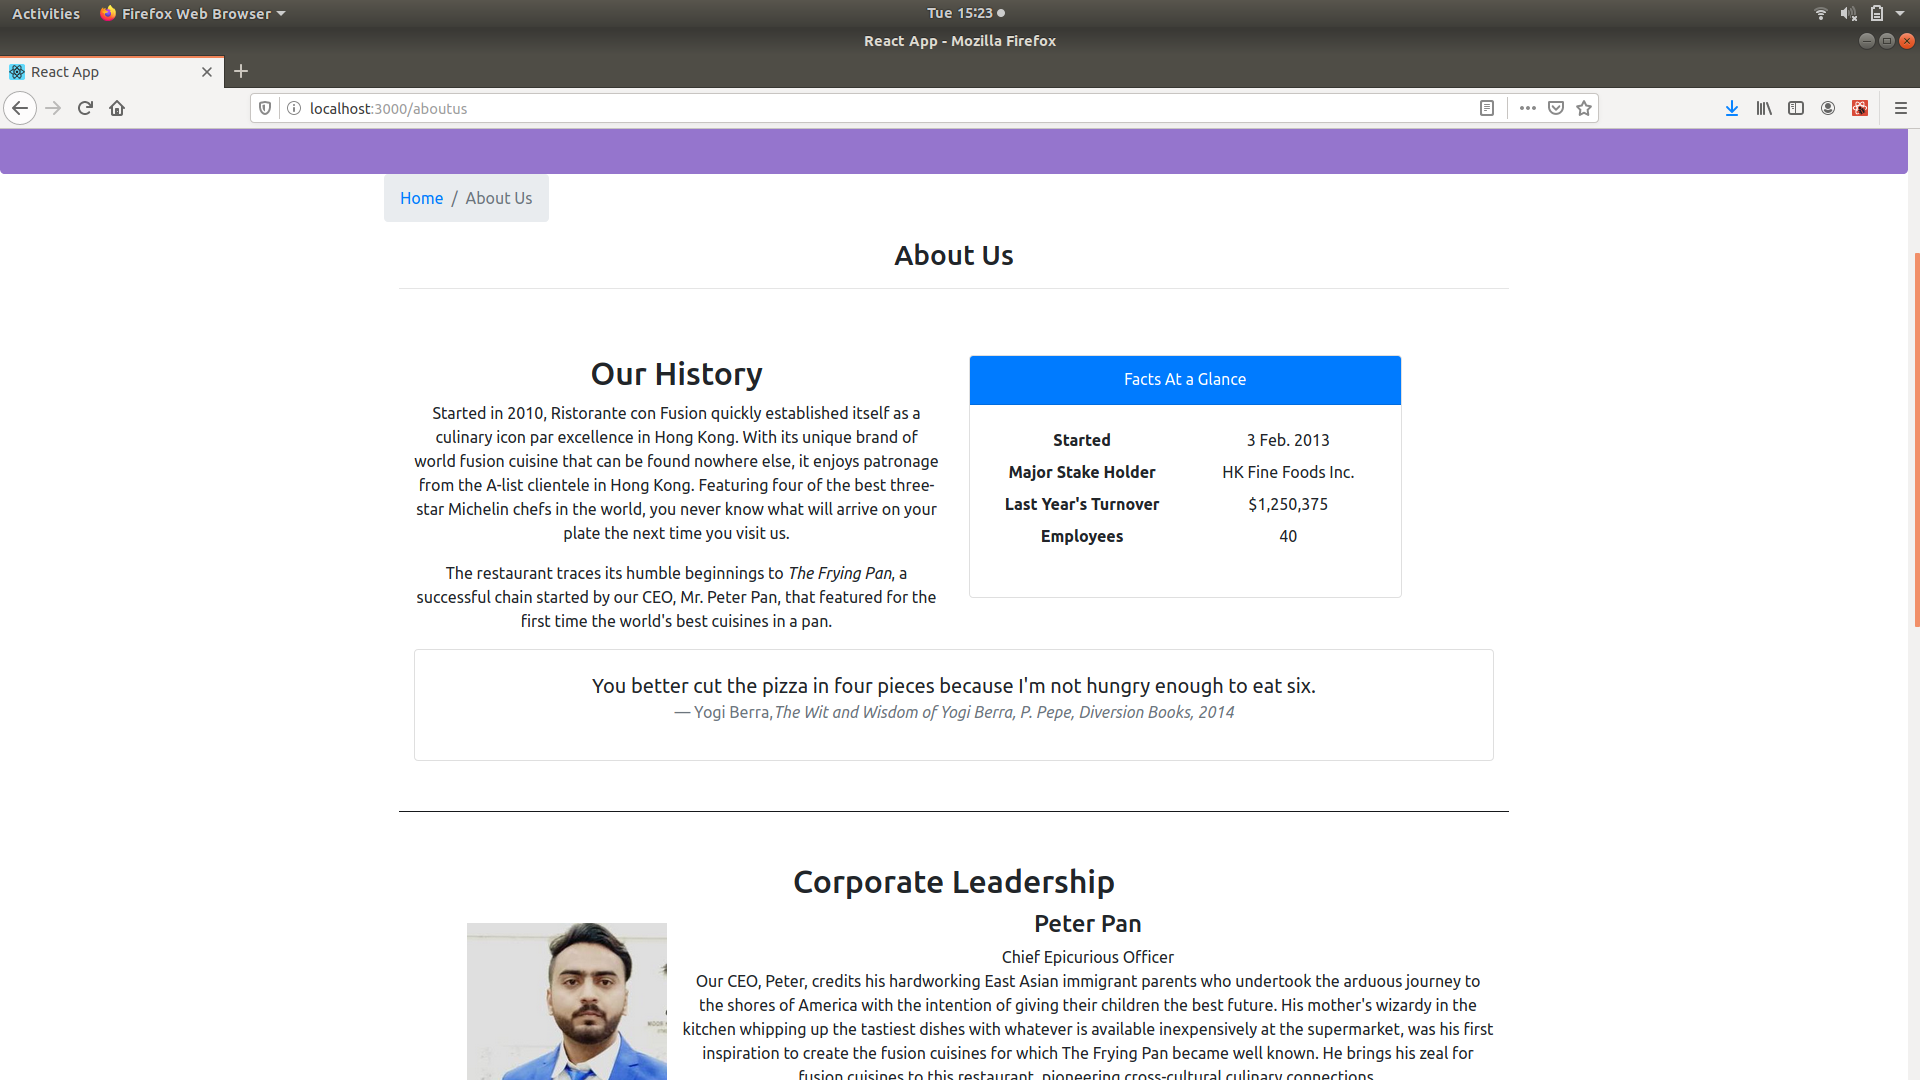 Activities Firefox Web Browser Tue 15:23
React App - Mozilla Firefox
React App
localhost:3000/aboutus
Home / About Us
About Us
Our History
Started in 2010, Ristorante con Fusion quickly established itself as a
culinary icon par excellence in Hong Kong. With its unique brand of
world fusion cuisine that can be found nowhere else, it enjoys patronage
from the A-list clientele in Hong Kong. Featuring four of the best three-
star Michelin chefs in the world, you never know what will arrive on your
plate the next time you visit us.
The restaurant traces its humble beginnings to The Frying Pan, a
successful chain started by our CEO, Mr. Peter Pan, that featured for the
first time the world's best cuisines in a pan.
Facts At a Glance
Started 3 Feb. 2013
Major Stake Holder HK Fine Foods Inc.
Last Year's Turnover $1,250,375
Employees 40
You better cut the pizza in four pieces because I'm not hungry enough to eat six.
— Yogi Berra,The Wit and Wisdom of Yogi Berra, P. Pepe, Diversion Books, 2014
Corporate Leadership
Peter Pan
Chief Epicurious Officer
Our CEO, Peter, credits his hardworking East Asian immigrant parents who undertook the arduous journey to
the shores of America with the intention of giving their children the best future. His mother's wizardy in the
kitchen whipping up the tastiest dishes with whatever is available inexpensively at the supermarket, was his first
inspiration to create the fusion cuisines for which The Frying Pan became well known. He brings his zeal for
fusion cuisines to this restaurant, pioneering cross-cultural culinary connections.